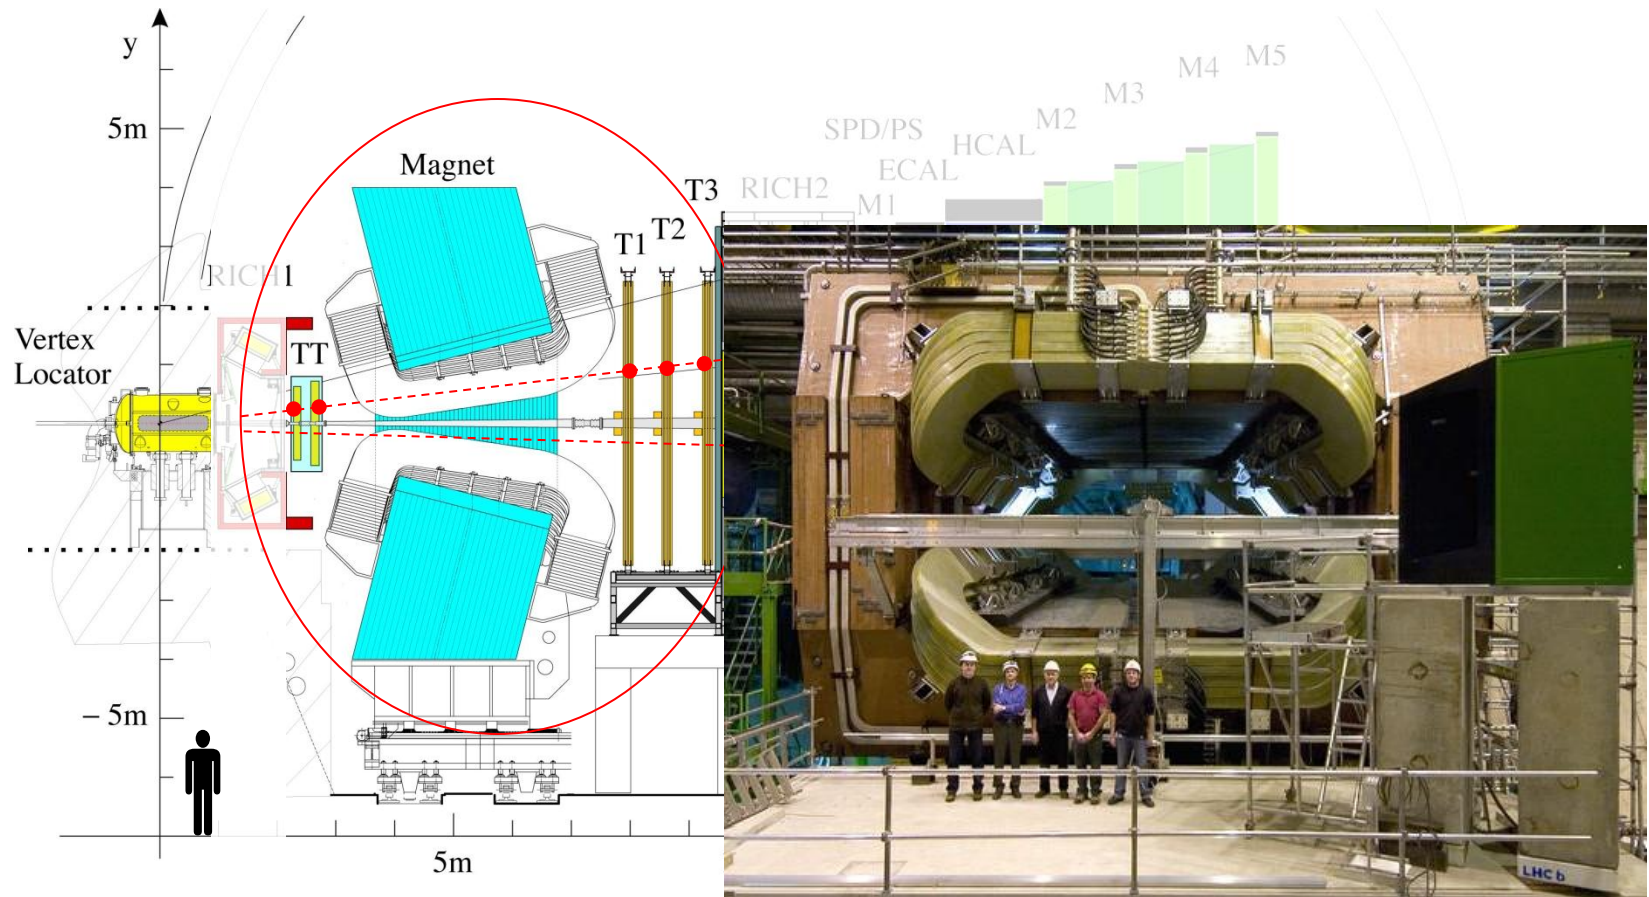 y
5m
Magnet
M5
M4
M3
M2
SPD/PS
HCAL
ECAL
RICH2
M1
T3
T2
T1
RICH1
TT
Vertex
Locator
− 5m
5m
LHCb